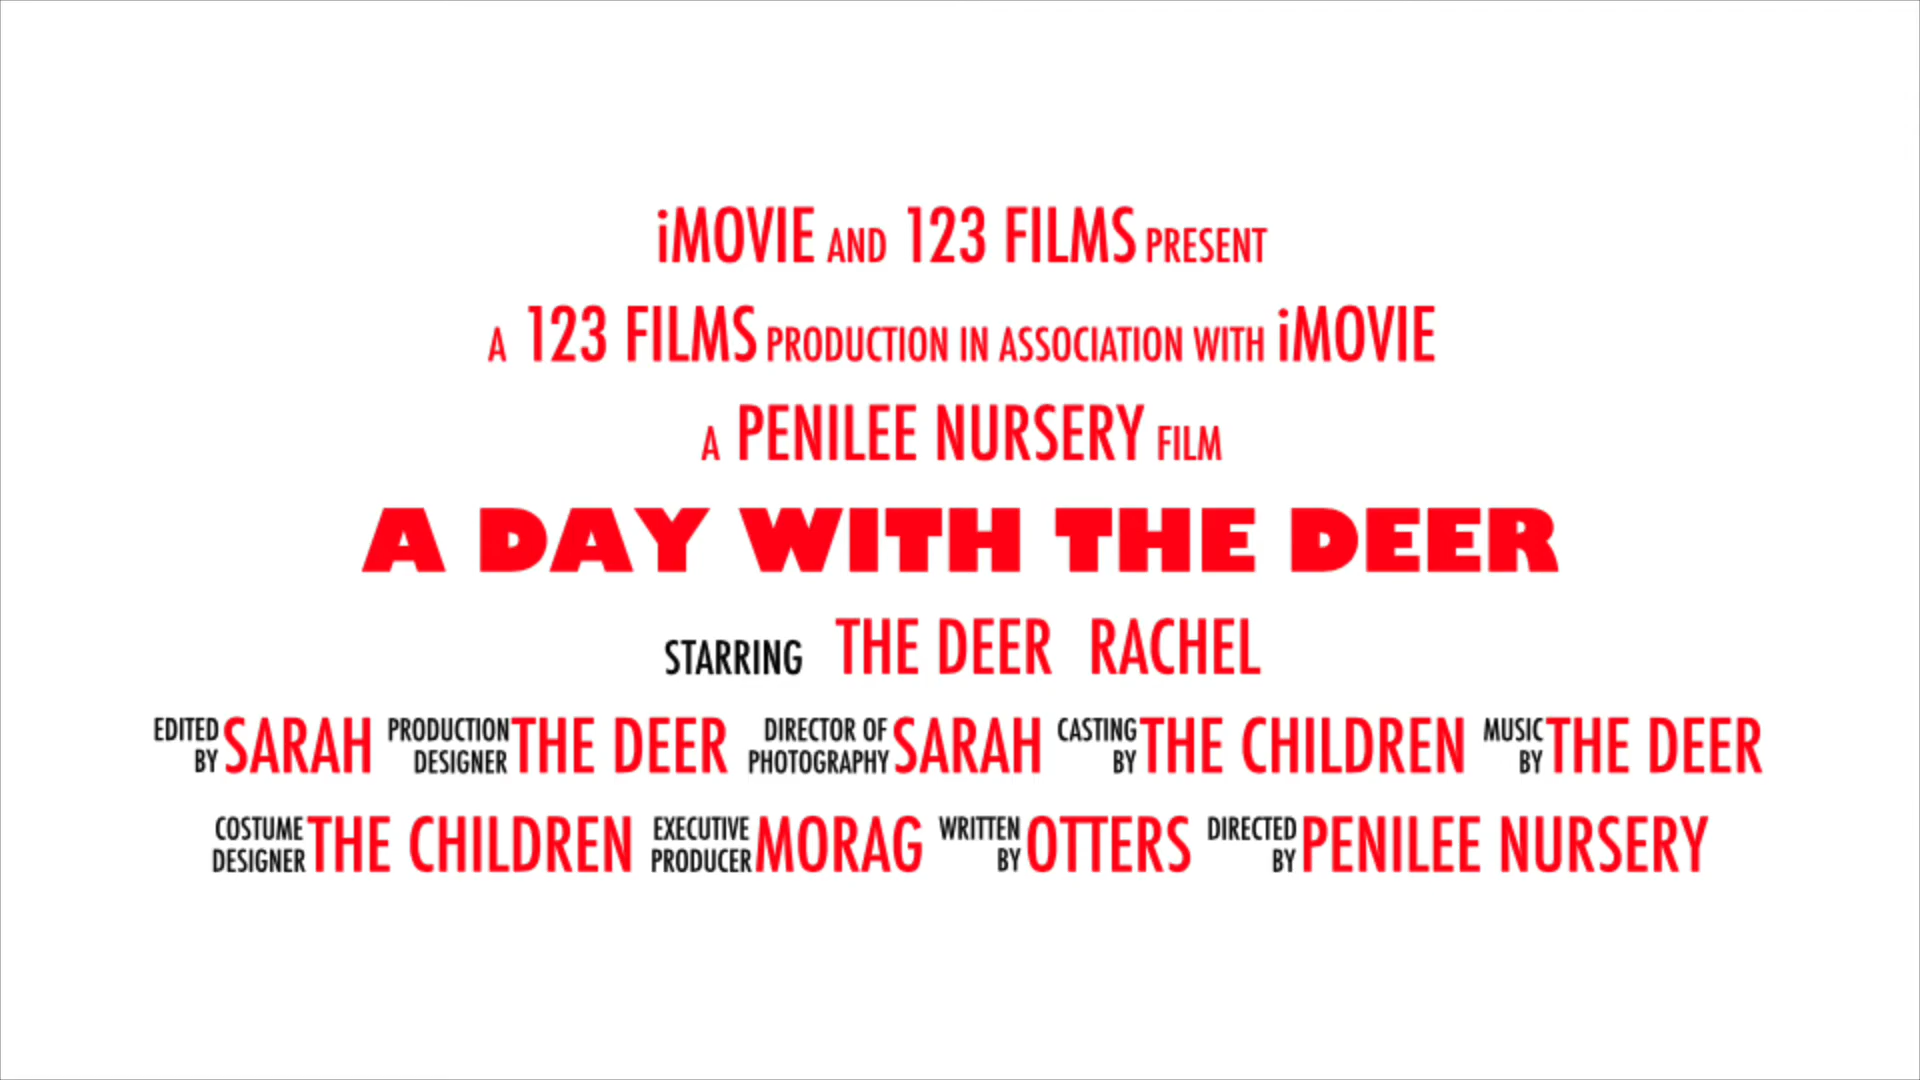 iMOVIE AND 123 FILMS PRESENT
A 123 FILMS PRODUCTION IN ASSOCIATION WITH iMOVIE
A PENILEE NURSERY FILM
A DAY WITH THE DEER
STARRING THE DEER RACHEL
EDITED BY SARAH PRODUCTION DESIGNER THE DEER DIRECTOR OF PHOTOGRAPHY SARAH CASTING BY THE CHILDREN MUSIC BY THE DEER
COSTUME DESIGNER THE CHILDREN EXECUTIVE PRODUCER MORAG WRITTEN BY OTTERS DIRECTED BY PENILEE NURSERY